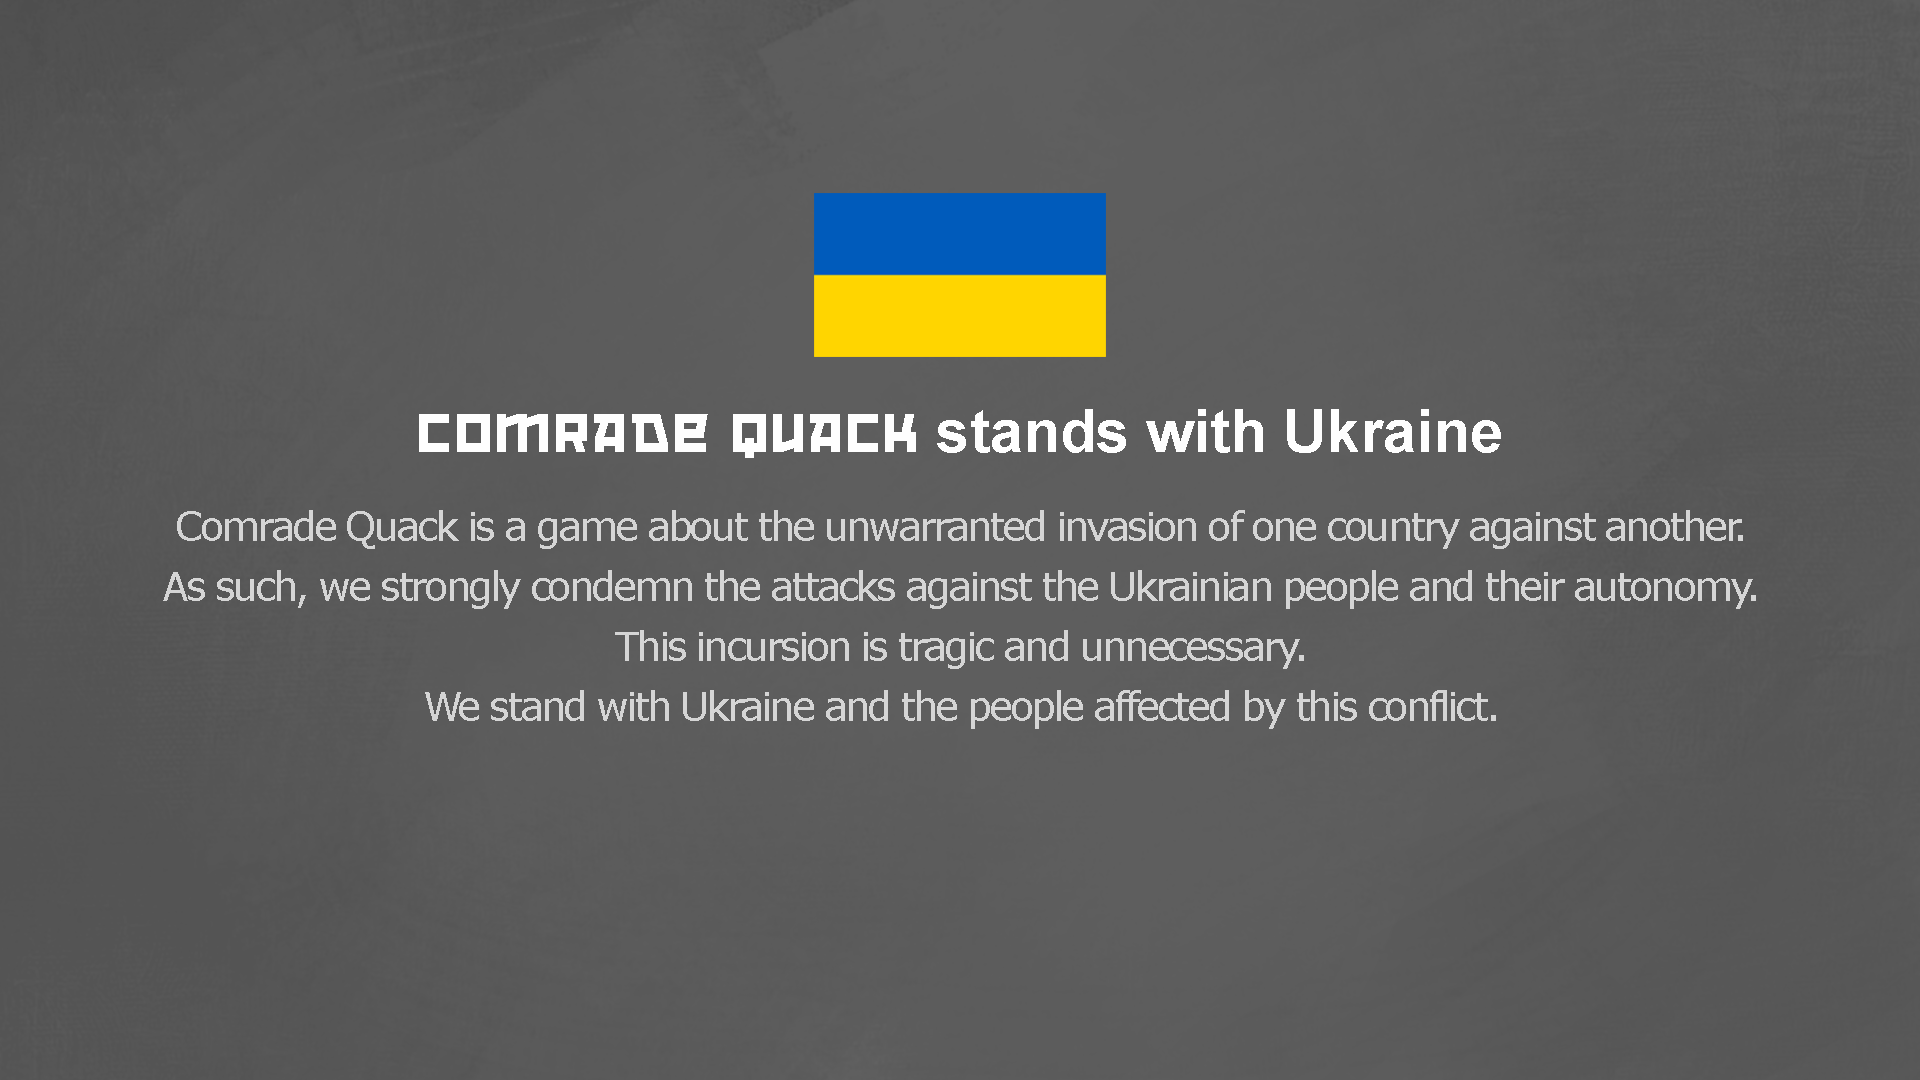 COMRADE QUACK stands with Ukraine
Comrade Quack is a game about the unwarranted invasion of one country against another.
As such, we strongly condemn the attacks against the Ukrainian people and their autonomy.
This incursion is tragic and unnecessary.
We stand with Ukraine and the people affected by this conflict.